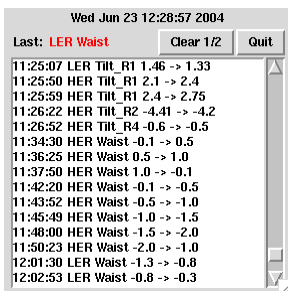 Wed Jun 23 12:28:57 2004
Last: LER Waist Clear 1/2 Quit
11:25:07 LER Tilt_R1 1.46 -> 1.33
11:25:50 HER Tilt_R1 2.1 -> 2.4
11:25:59 HER Tilt_R1 2.4 -> 2.75
11:26:22 HER Tilt_R2 -4.41 -> -4.2
11:26:52 HER Tilt_R4 -0.6 -> -0.5
11:34:30 HER Waist -0.1 -> 0.5
11:36:25 HER Waist 0.5 -> 1.0
11:37:50 HER Waist 1.0 -> -0.1
11:42:20 HER Waist -0.1 -> -0.5
11:43:52 HER Waist -0.5 -> -1.0
11:45:49 HER Waist -1.0 -> -1.5
11:48:00 HER Waist -1.5 -> -2.0
11:50:23 HER Waist -2.0 -> -1.0
12:01:30 LER Waist -1.3 -> -0.8
12:02:53 LER Waist -0.8 -> -0.3